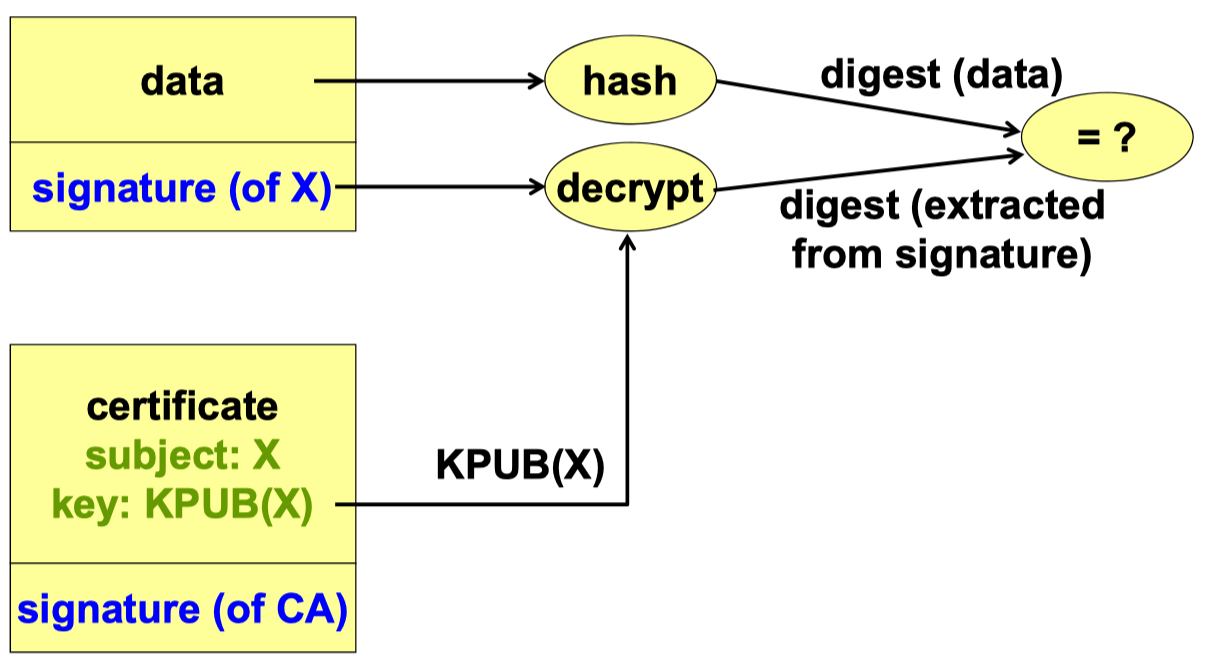 data
hash
digest (data)
= ?
signature (of X)
decrypt
digest (extracted
from signature)
certificate
subject: X
key: KPUB(X)
KPUB(X)
signature (of CA)